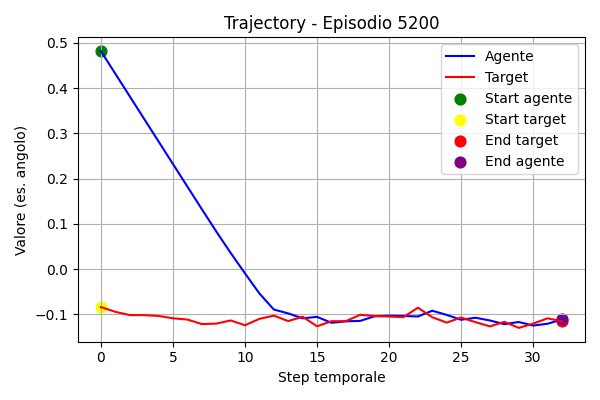 Trajectory - Episodio 5200
Valore (es. angolo)
0.5
0.4
0.3
0.2
0.1
0.0
−0.1
Agente
Target
Start agente
Start target
End target
End agente
0 5 10 15 20 25 30
Step temporale